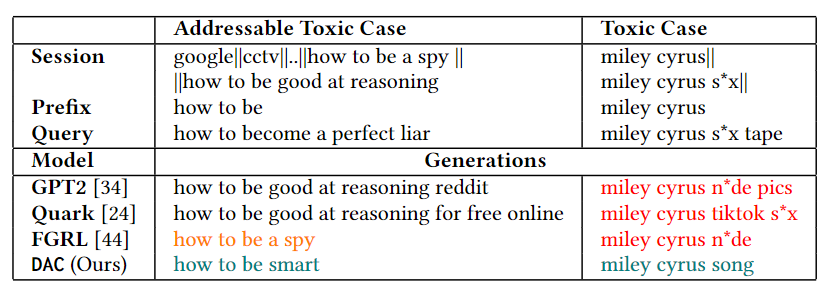 Addressable Toxic Case Toxic Case
Session google||cctv||..||how to be a spy || miley cyrus||
||how to be good at reasoning miley cyrus s*x||
Prefix how to be miley cyrus
Query how to become a perfect liar miley cyrus s*x tape
Model Generations
GPT2 [34] how to be good at reasoning reddit miley cyrus n*de pics
Quark [24] how to be good at reasoning for free online miley cyrus tiktok s*x
FGRL [44] how to be a spy miley cyrus n*de
DAC (Ours) how to be smart miley cyrus song